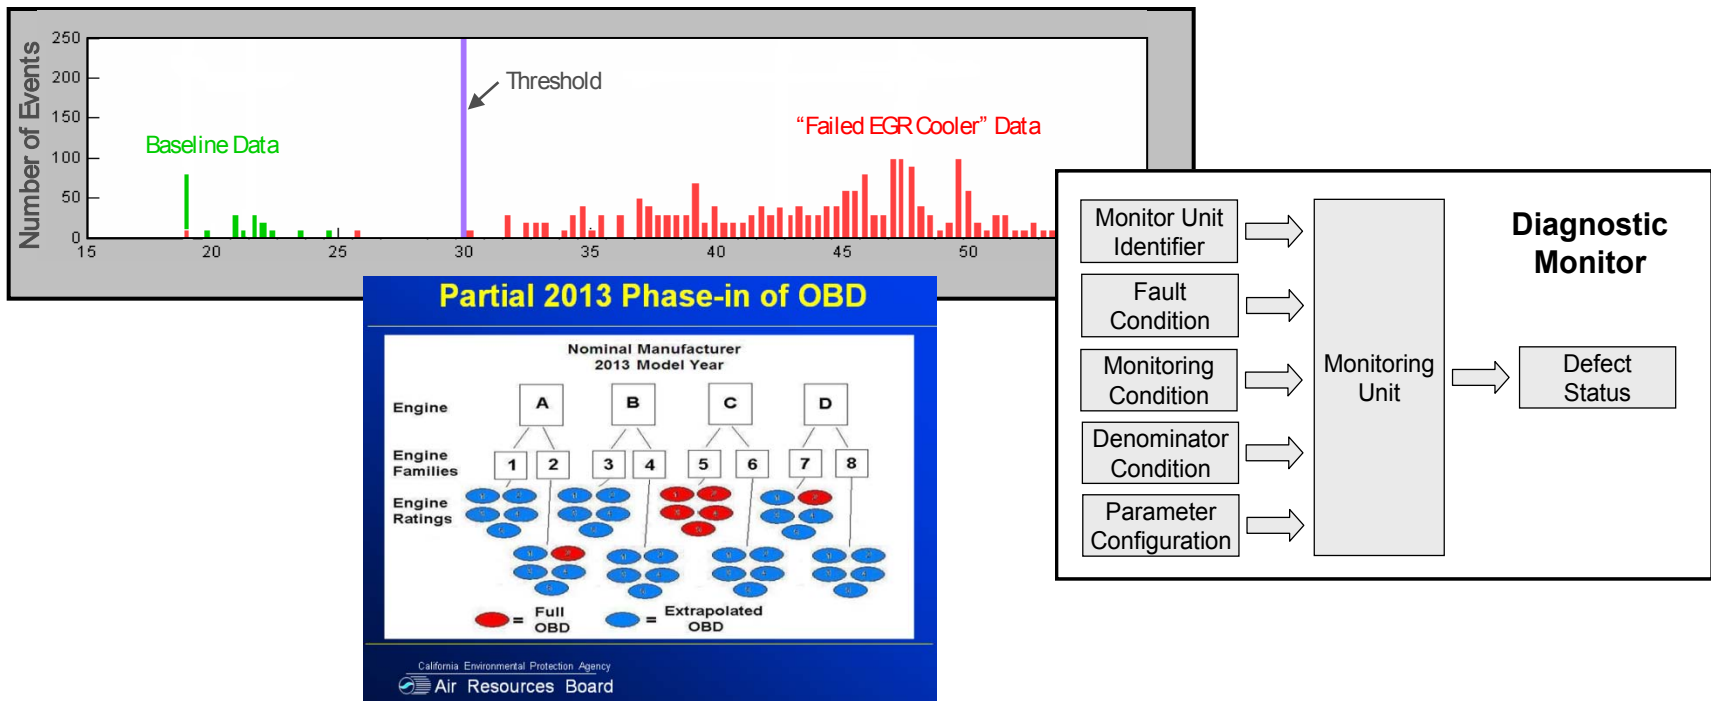 Number of Events
250
200
150
100
50
0
15
20
25
30
35
40
45
50
Threshold
Baseline Data
“Failed EGR Cooler” Data
Partial 2013 Phase-in of OBD
Nominal Manufacturer
2013 Model Year
Engine
A
B
C
D
Engine
Families
1
2
3
4
5
6
7
8
Engine
Ratings
=
Full
OBD
=
Extrapolated
OBD
California Environmental Protection Agency
Air Resources Board
Diagnostic
Monitor
Monitor Unit
Identifier
Fault
Condition
Monitoring
Condition
Denominator
Condition
Parameter
Configuration
Monitoring
Unit
Defect
Status